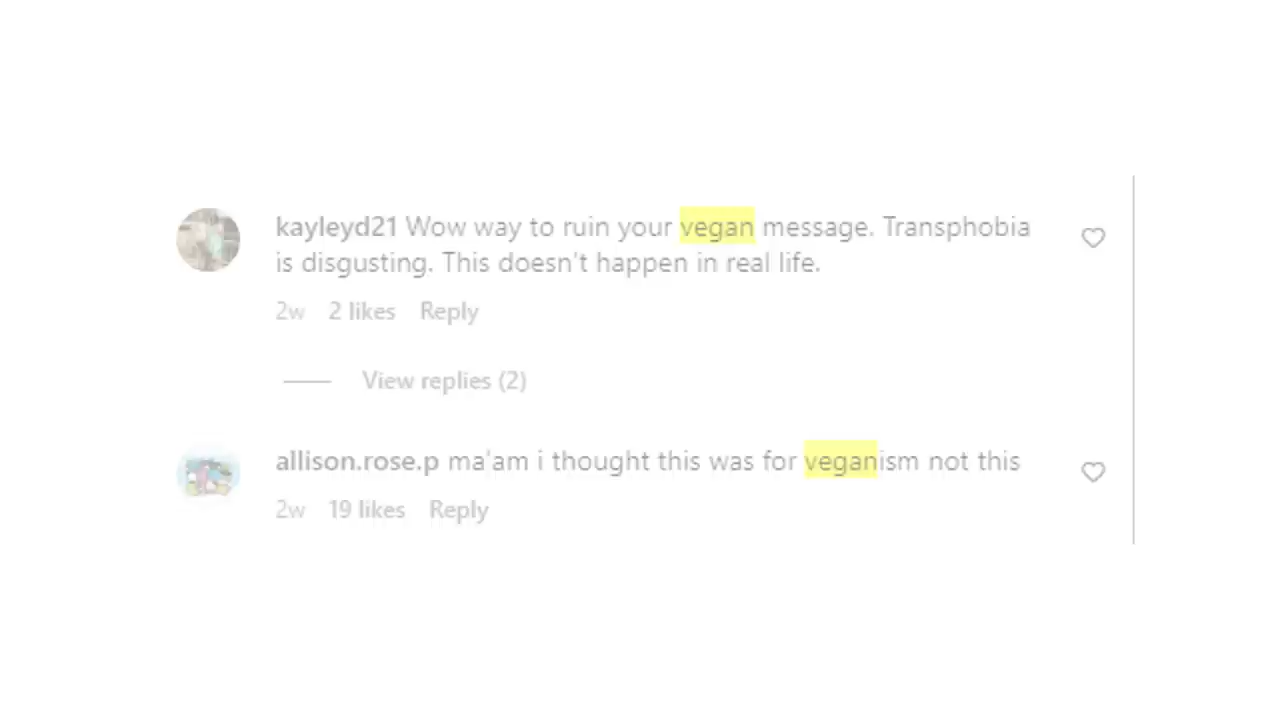 kayleyd21 Wow way to ruin your vegan message. Transphobia
is disgusting. This doesn't happen in real life.
2w 2 likes Reply
View replies (2)
allison.rose.p ma'am i thought this was for veganism not this
2w 19 likes Reply